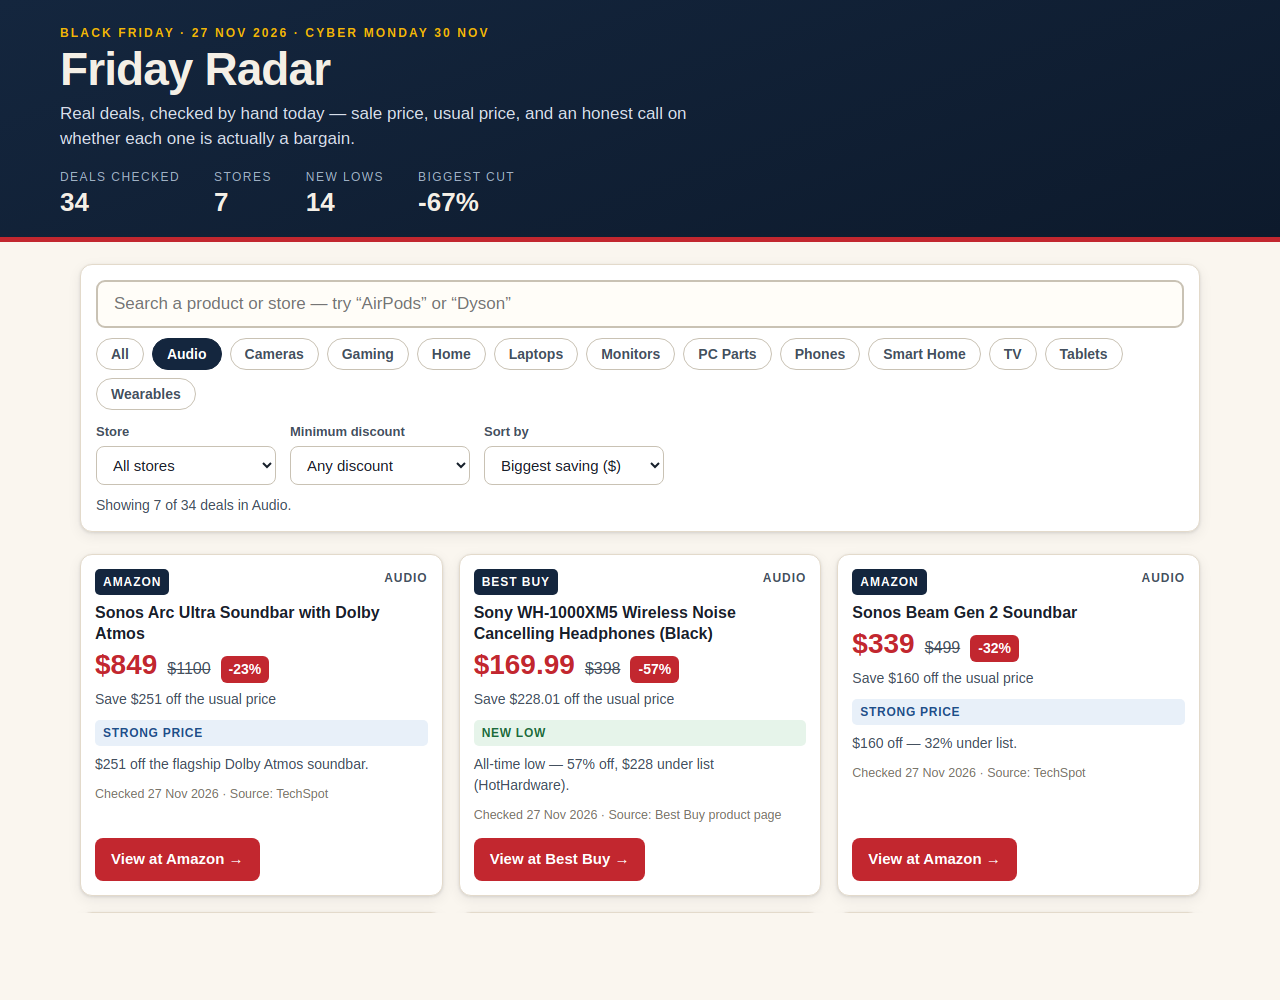 BLACK FRIDAY · 27 NOV 2026 · CYBER MONDAY 30 NOV
Friday Radar
Real deals, checked by hand today — sale price, usual price, and an honest call on
whether each one is actually a bargain.
DEALS CHECKED STORES NEW LOWS BIGGEST CUT
34 7 14 -67%
Search a product or store — try “AirPods” or “Dyson”
All Audio Cameras Gaming Home Laptops Monitors PC Parts Phones Smart Home TV Tablets
Wearables
Store Minimum discount Sort by
All stores Any discount Biggest saving ($)
Showing 7 of 34 deals in Audio.
AMAZON AUDIO
Sonos Arc Ultra Soundbar with Dolby
Atmos
$849 $1100 -23%
Save $251 off the usual price
STRONG PRICE
$251 off the flagship Dolby Atmos soundbar.
Checked 27 Nov 2026 · Source: TechSpot
View at Amazon →
BEST BUY AUDIO
Sony WH-1000XM5 Wireless Noise
Cancelling Headphones (Black)
$169.99 $398 -57%
Save $228.01 off the usual price
NEW LOW
All-time low — 57% off, $228 under list
(HotHardware).
Checked 27 Nov 2026 · Source: Best Buy product page
View at Best Buy →
AMAZON AUDIO
Sonos Beam Gen 2 Soundbar
$339 $499 -32%
Save $160 off the usual price
STRONG PRICE
$160 off — 32% under list.
Checked 27 Nov 2026 · Source: TechSpot
View at Amazon →